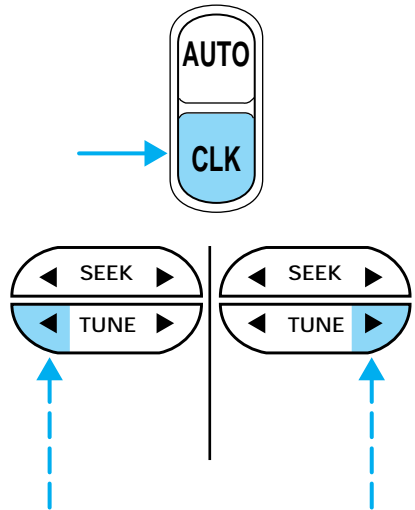 AUTO
CLK
◀ SEEK ▶ ◀ SEEK ▶
◀ TUNE ▶ ◀ TUNE ▶